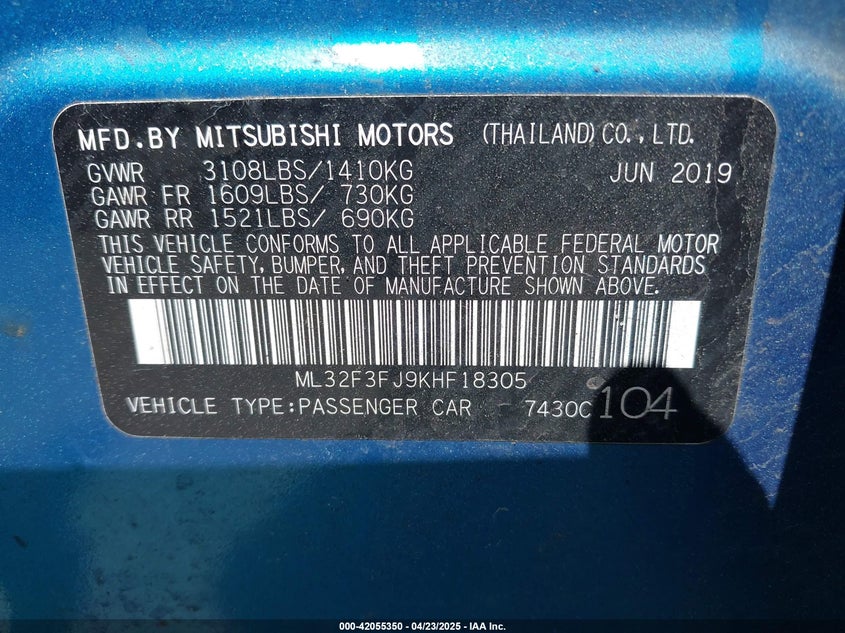 MFD.BY MITSUBISHI MOTORS (THAILAND) CO., LTD.
GVWR 3108LBS/1410KG JUN 2019
GAWR FR 1609LBS/ 730KG
GAWR RR 1521LBS/ 690KG
THIS VEHICLE CONFORMS TO ALL APPLICABLE FEDERAL MOTOR
VEHICLE SAFETY, BUMPER, AND THEFT PREVENTION STANDARDS
IN EFFECT ON THE DATE OF MANUFACTURE SHOWN ABOVE.
ML32F3FJ9KHF18305
VEHICLE TYPE:PASSENGER CAR 7430C 104
000-42055350 - 04/23/2025 - IAA Inc.